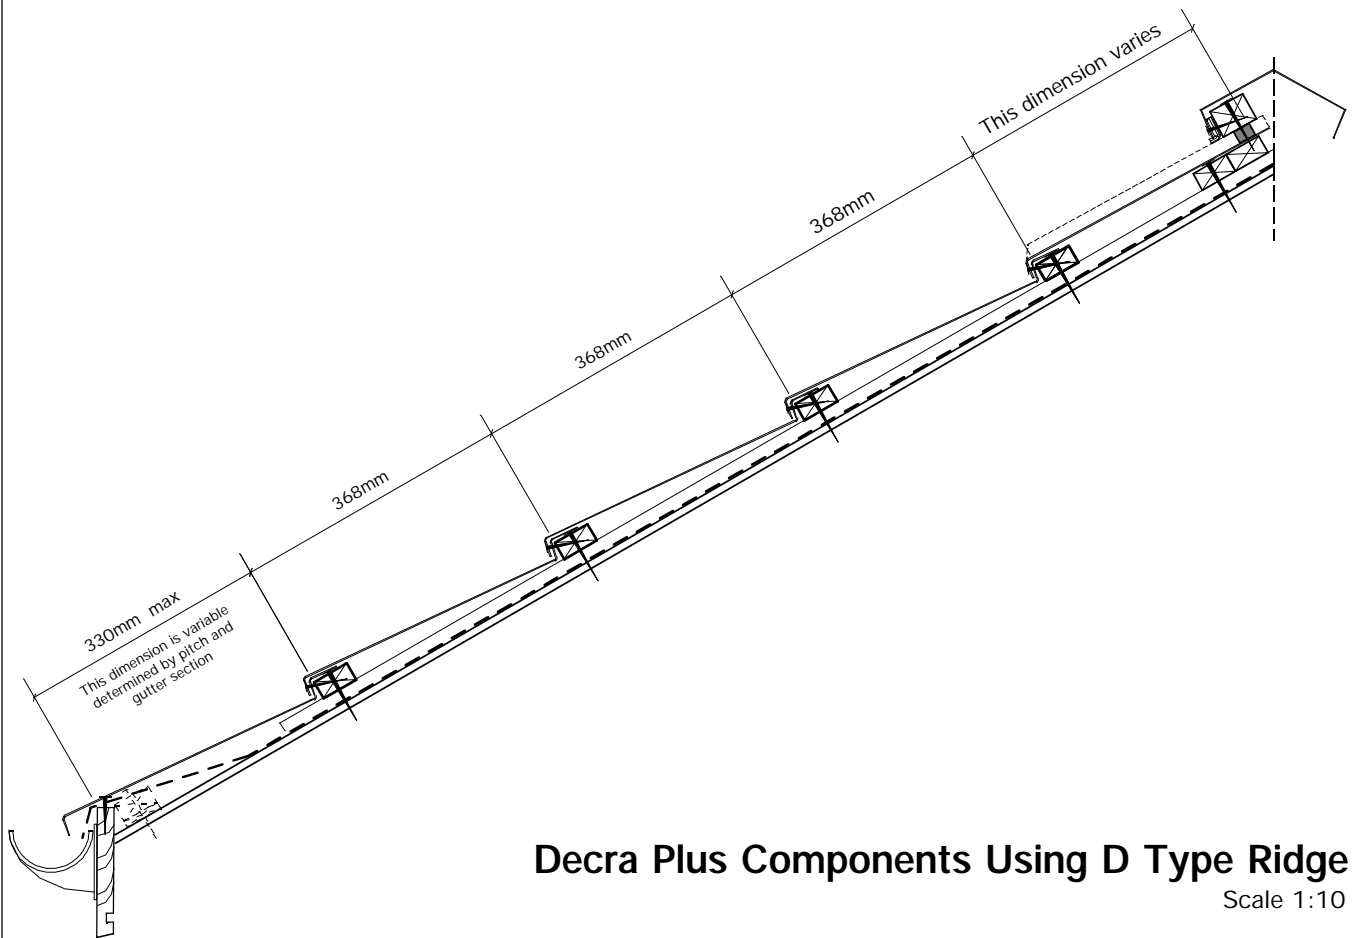 This dimension varies
368mm
368mm
368mm
330mm max
This dimension is variable
determined by pitch and
gutter section
Decra Plus Components Using D Type Ridge
Scale 1:10